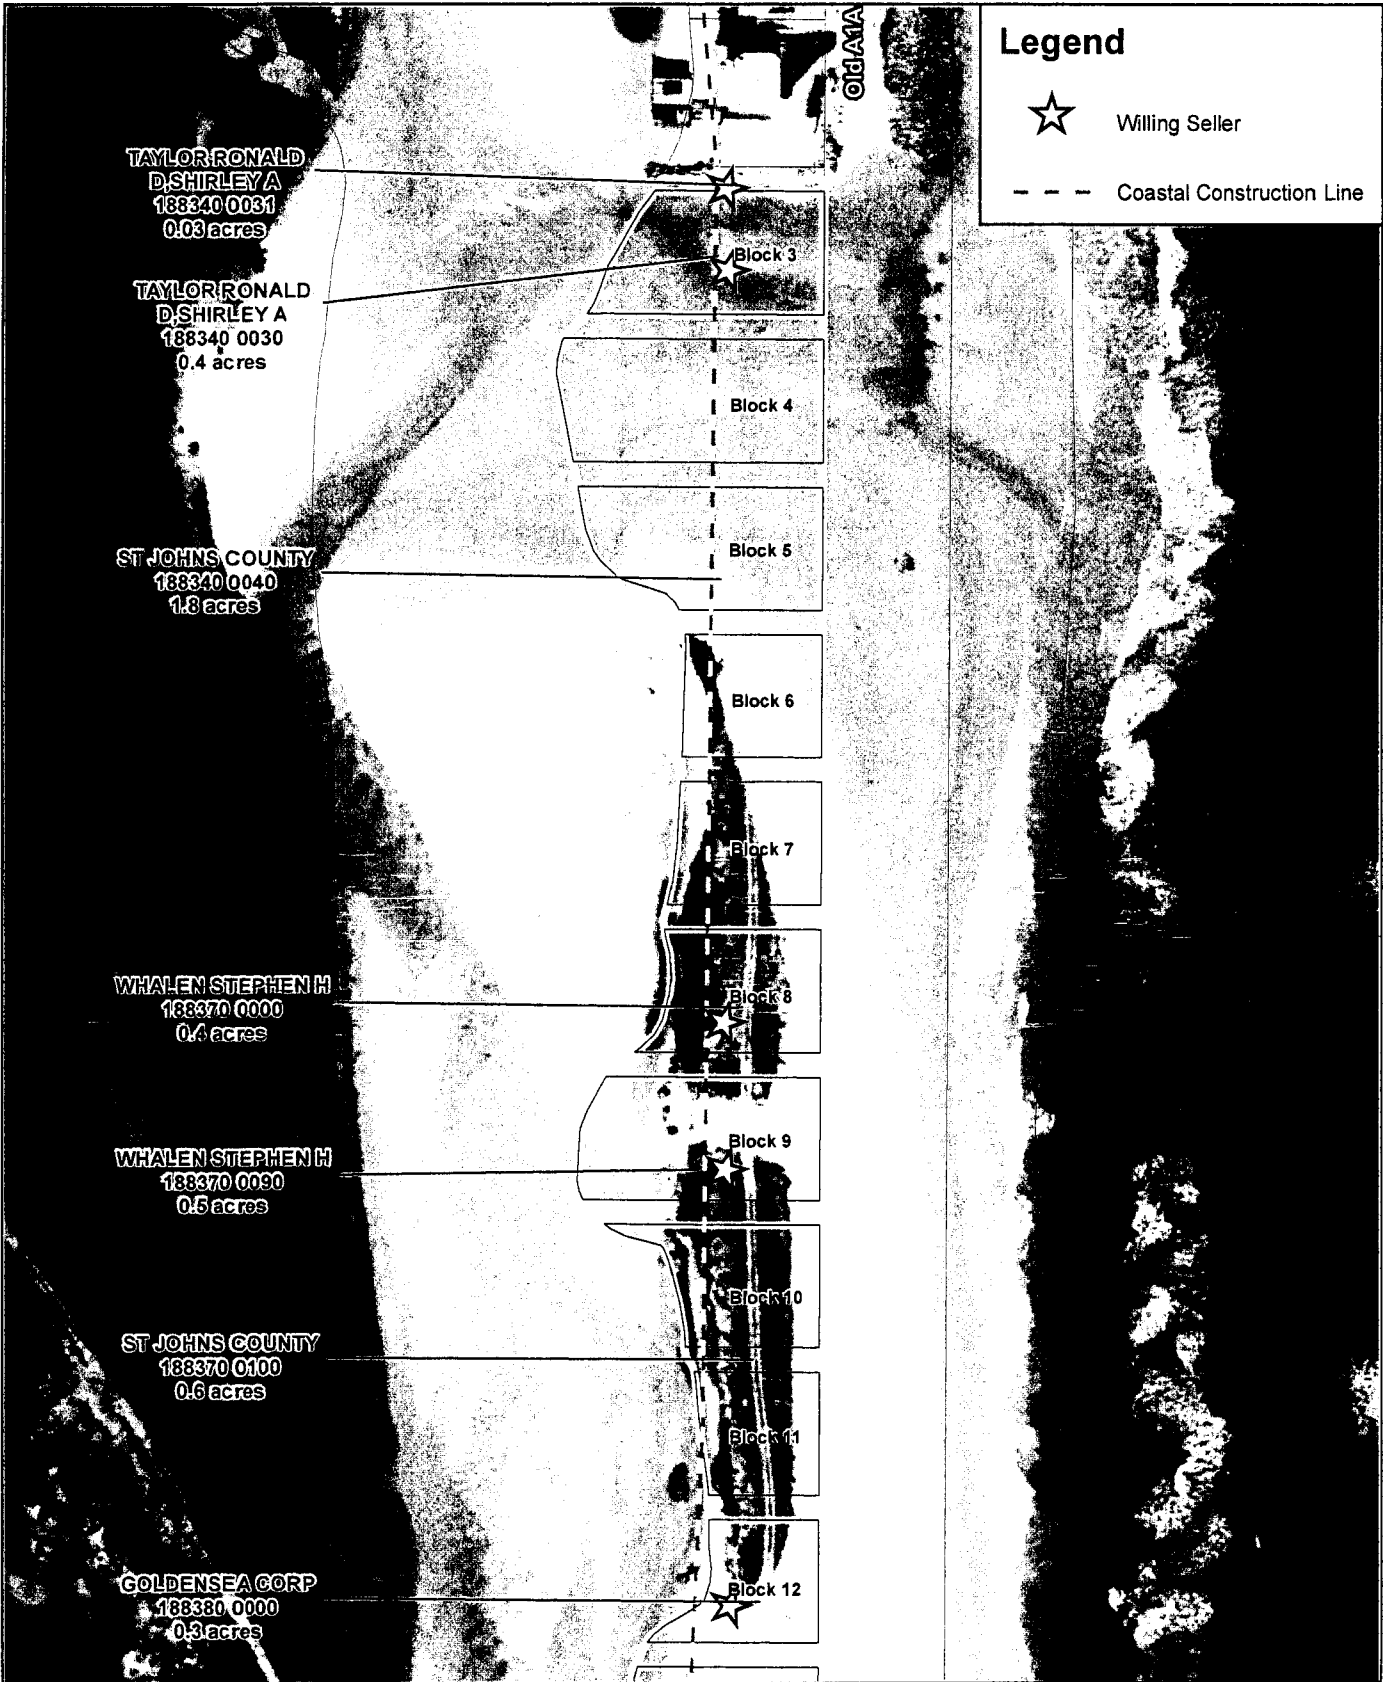 Legend
Willing Seller
Coastal Construction Line
Old A1A
TAYLOR RONALD
D,SHIRLEY A
188340 0031
0.03 acres
TAYLOR RONALD
D,SHIRLEY A
188340 0030
0.4 acres
Block 3
Block 4
Block 5
ST JOHNS COUNTY
188340 0040
1.8 acres
Block 6
Block 7
Block 8
WHALEN STEPHEN H
188370 0000
0.4 acres
Block 9
WHALEN STEPHEN H
188370 0090
0.5 acres
Block 10
ST JOHNS COUNTY
188370 0100
0.6 acres
Block 11
GOLDENSEA CORP
188380 0000
0.3 acres
Block 12